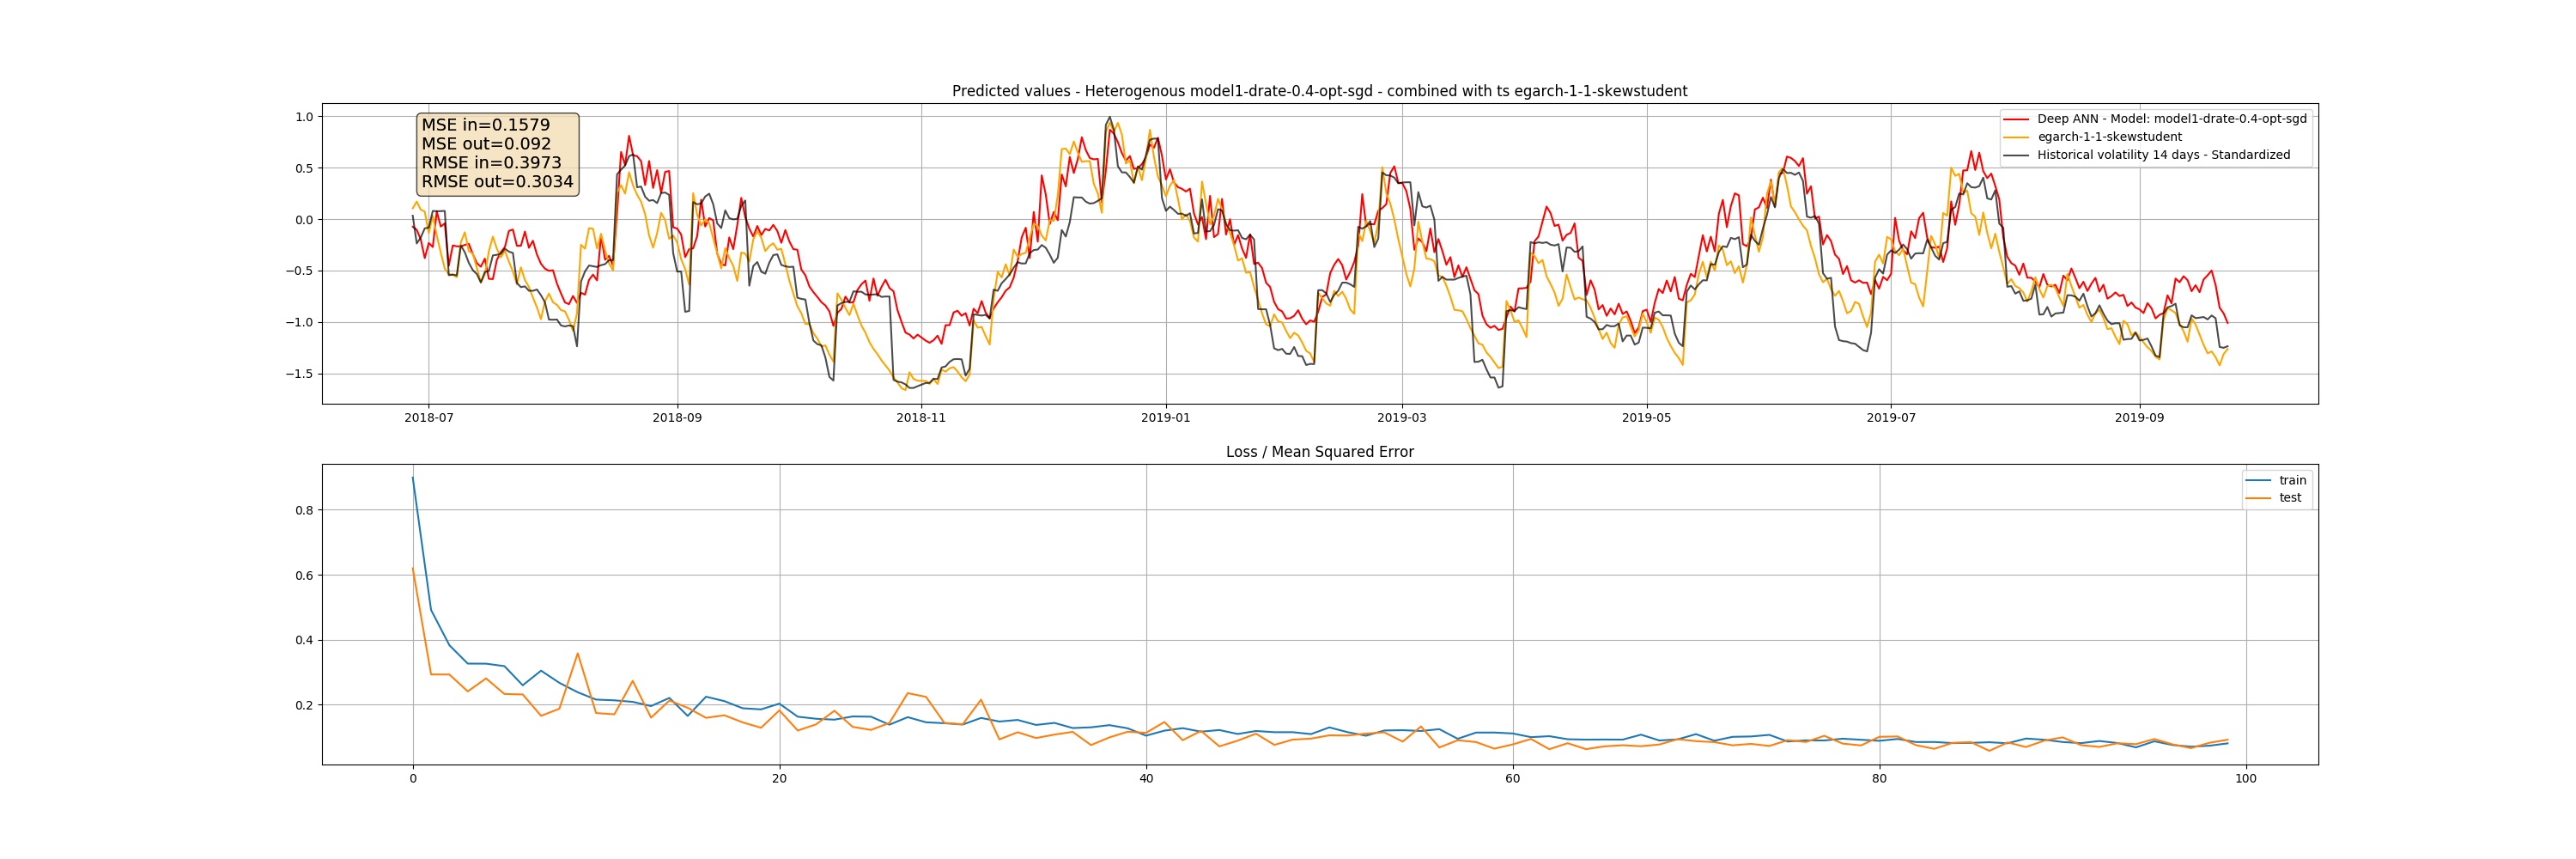 Predicted values - Heterogenous model1-drate-0.4-opt-sgd - combined with ts egarch-1-1-skewstudent
MSE in=0.1579
MSE out=0.092
RMSE in=0.3973
RMSE out=0.3034
Deep ANN - Model: model1-drate-0.4-opt-sgd
egarch-1-1-skewstudent
Historical volatility 14 days - Standardized
1.0
0.5
0.0
−0.5
−1.0
−1.5
2018-07 2018-09 2018-11 2019-01 2019-03 2019-05 2019-07 2019-09
Loss / Mean Squared Error
train
test
0.8
0.6
0.4
0.2
0 20 40 60 80 100